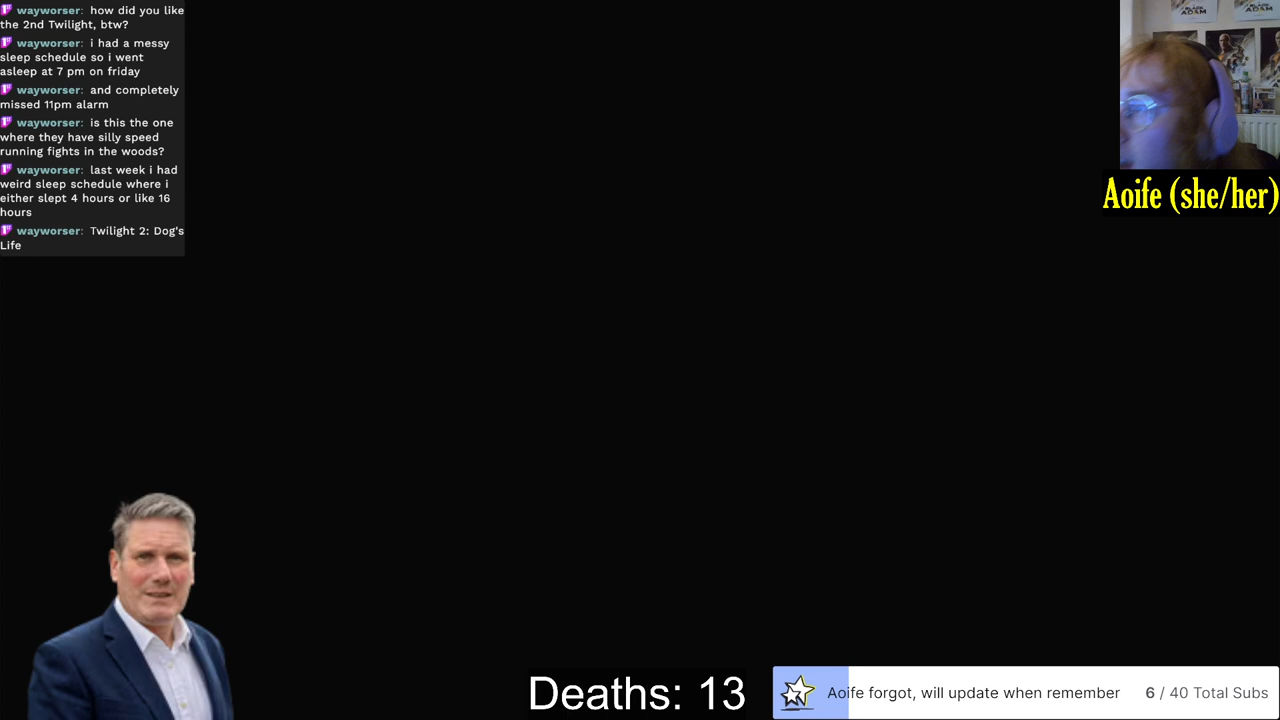 wayworser: how did you like
the 2nd Twilight, btw?
wayworser: i had a messy
sleep schedule so i went
asleep at 7 pm on friday
wayworser: and completely
missed 11pm alarm
wayworser: is this the one
where they have silly speed
running fights in the woods?
wayworser: last week i had
weird sleep schedule where i
either slept 4 hours or like 16
hours
wayworser: Twilight 2: Dog's
Life
ADAM
ADAM
Aoife (she/her)
Deaths: 13
Aoife forgot, will update when remember 6 / 40 Total Subs